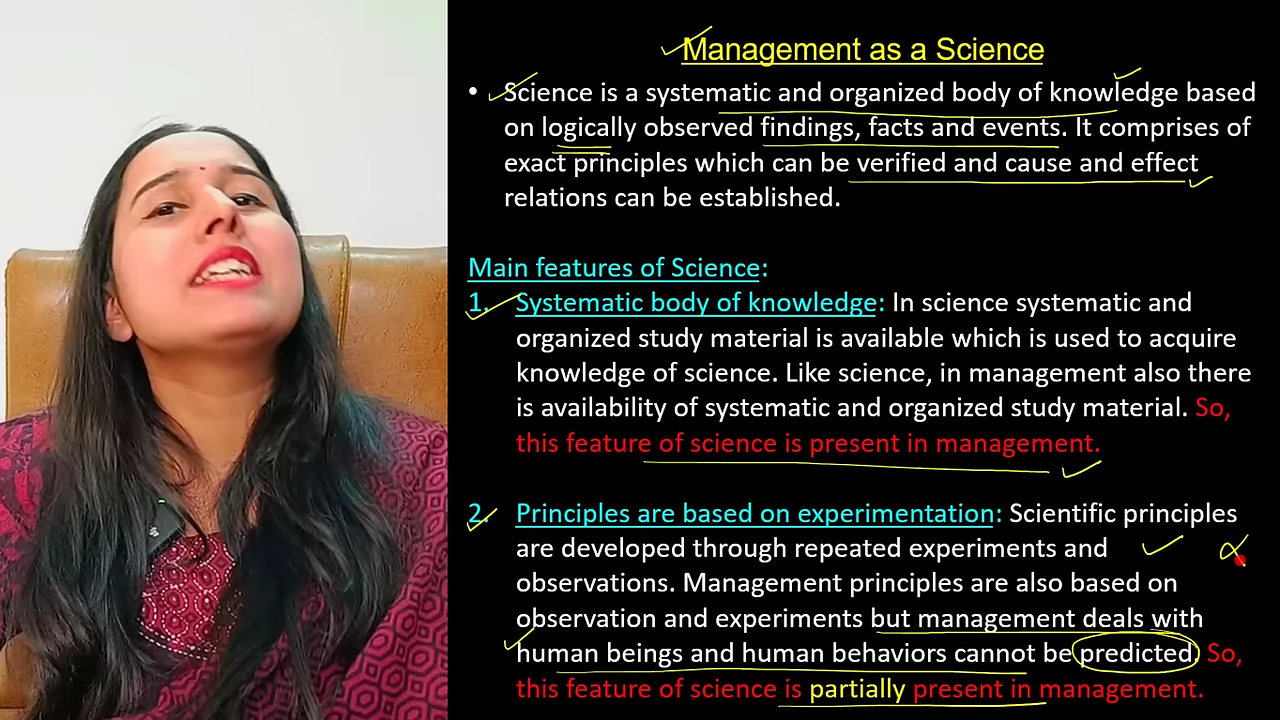 Management as a Science
• Science is a systematic and organized body of knowledge based
on logically observed findings, facts and events. It comprises of
exact principles which can be verified and cause and effect
relations can be established.
Main features of Science:
1. Systematic body of knowledge: In science systematic and
organized study material is available which is used to acquire
knowledge of science. Like science, in management also there
is availability of systematic and organized study material. So,
this feature of science is present in management.
2. Principles are based on experimentation: Scientific principles
are developed through repeated experiments and
observations. Management principles are also based on
observation and experiments but management deals with
human beings and human behaviors cannot be predicted. So,
this feature of science is partially present in management.